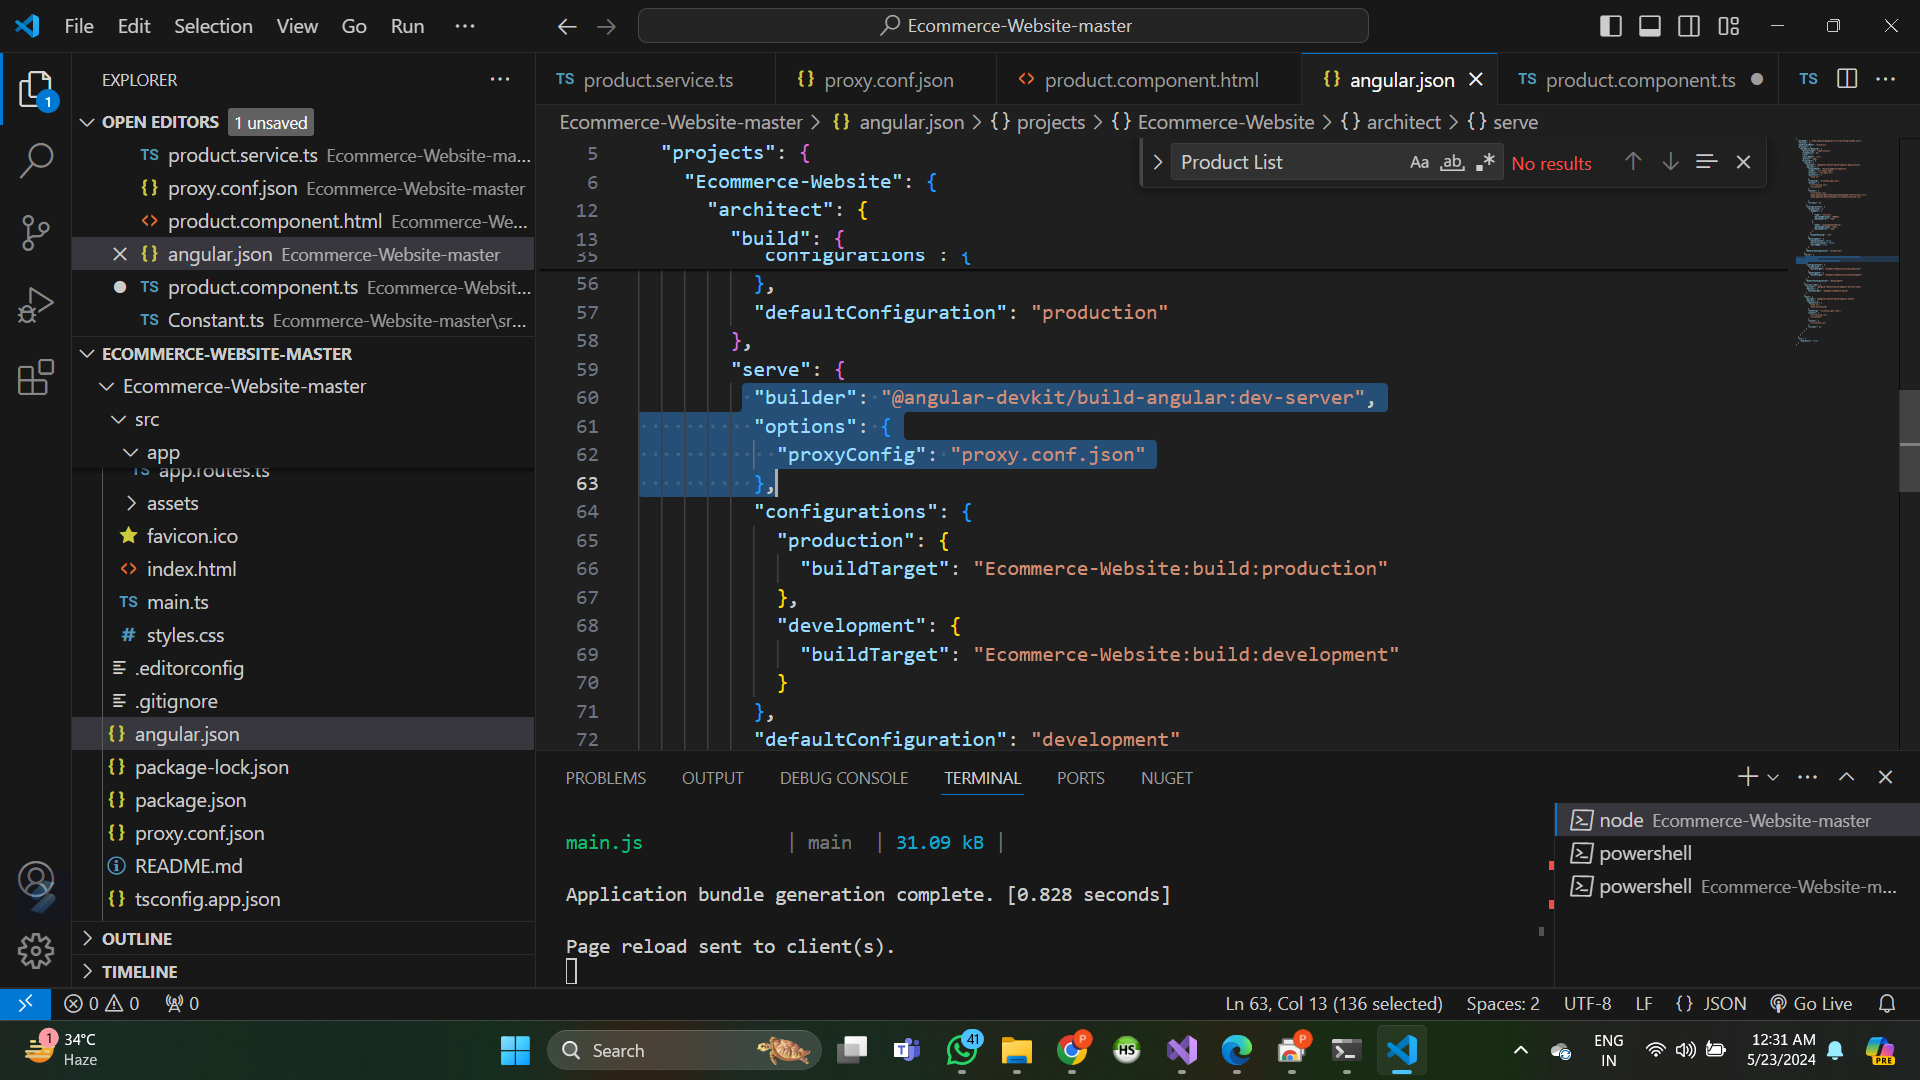 File Edit Selection View Go Run ···
Ecommerce-Website-master
EXPLORER
OPEN EDITORS 1 unsaved
TS product.service.ts Ecommerce-Website-ma...
{} proxy.conf.json Ecommerce-Website-master
<> product.component.html Ecommerce-We...
{} angular.json Ecommerce-Website-master
TS product.component.ts Ecommerce-Websit...
TS Constant.ts Ecommerce-Website-master\sr...
ECOMMERCE-WEBSITE-MASTER
Ecommerce-Website-master
src
app
TS app.routes.ts
assets
favicon.ico
<> index.html
TS main.ts
# styles.css
.editorconfig
.gitignore
{} angular.json
{} package-lock.json
{} package.json
{} proxy.conf.json
README.md
{} tsconfig.app.json
OUTLINE
TIMELINE
1
TS product.service.ts {} proxy.conf.json <> product.component.html {} angular.json TS product.component.ts TS
Ecommerce-Website-master > {} angular.json > {} projects > {} Ecommerce-Website > {} architect > {} serve
Product List Aa ab No results
5 "projects": {
6 "Ecommerce-Website": {
12 "architect": {
13 "build": {
35 "configurations": {
56 },
57 "defaultConfiguration": "production"
58 },
59 "serve": {
60 "builder": "@angular-devkit/build-angular:dev-server",
61 "options": {
62 "proxyConfig": "proxy.conf.json"
63 },
64 "configurations": {
65 "production": {
66 "buildTarget": "Ecommerce-Website:build:production"
67 },
68 "development": {
69 "buildTarget": "Ecommerce-Website:build:development"
70 }
71 },
72 "defaultConfiguration": "development"
PROBLEMS OUTPUT DEBUG CONSOLE TERMINAL PORTS NUGET
main.js | main | 31.09 kB |
Application bundle generation complete. [0.828 seconds]
Page reload sent to client(s).
node Ecommerce-Website-master
powershell
powershell Ecommerce-Website-m...
0 0 0
Ln 63, Col 13 (136 selected) Spaces: 2 UTF-8 LF {} JSON Go Live
1 34°C
Haze
Search
41
P
HS
P
ENG
IN
12:31 AM
5/23/2024
PRE